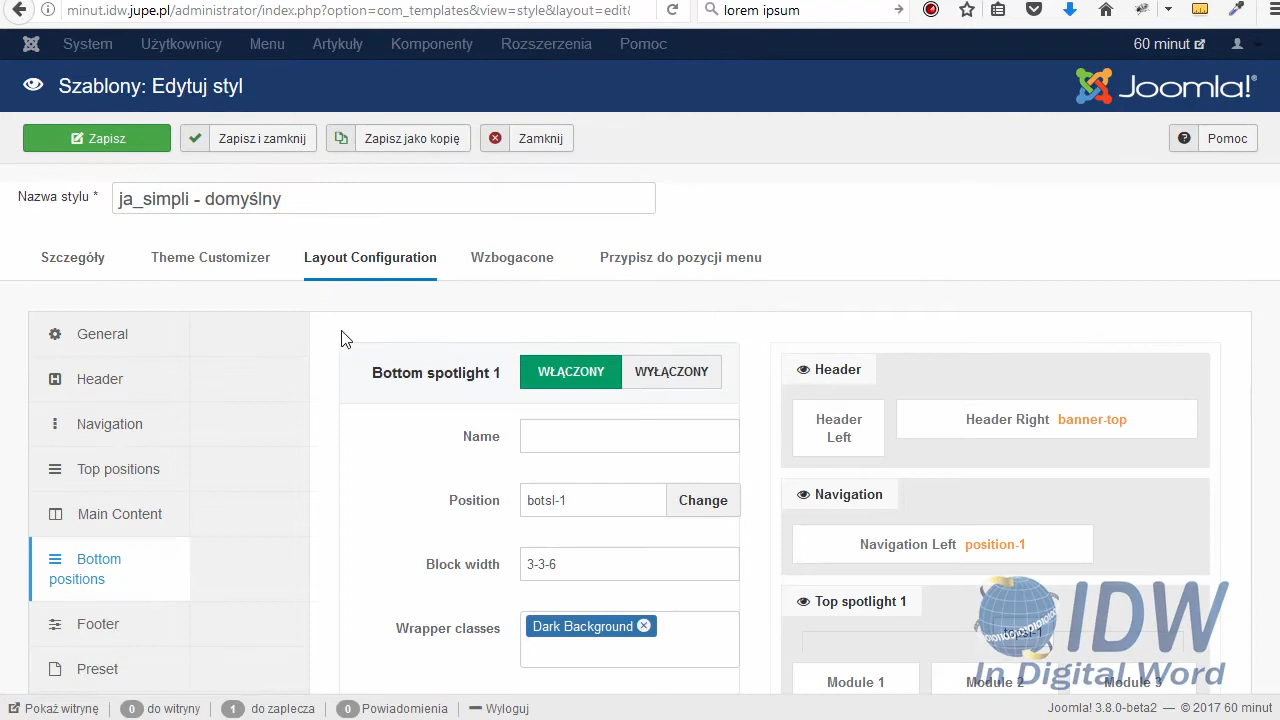 minut.idw.jupe.pl/administrator/index.php?option=com_templates&view=style&layout=edit&
lorem ipsum
System Użytkownicy Menu Artykuły Komponenty Rozszerzenia Pomoc 60 minut
Szablony: Edytuj styl
Joomla!®
Zapisz Zapisz i zamknij Zapisz jako kopię Zamknij Pomoc
Nazwa stylu * ja_simpli - domyślny
Szczegóły Theme Customizer Layout Configuration Wzbogacone Przypisz do pozycji menu
General
Header
Navigation
Top positions
Main Content
Bottom
positions
Footer
Preset
Bottom spotlight 1 WŁĄCZONY WYŁĄCZONY
Name
Position botsl-1 Change
Block width 3-3-6
Wrapper classes Dark Background
Header
Header
Left
Header Right banner-top
Navigation
Navigation Left position-1
Top spotlight 1
topsl-1
Module 1 Module 2 Module 3
IDW
In Digital Word
Pokaż witrynę 0 do witryny 1 do zaplecza 0 Powiadomienia Wyloguj
Joomla! 3.8.0-beta2 — © 2017 60 minut